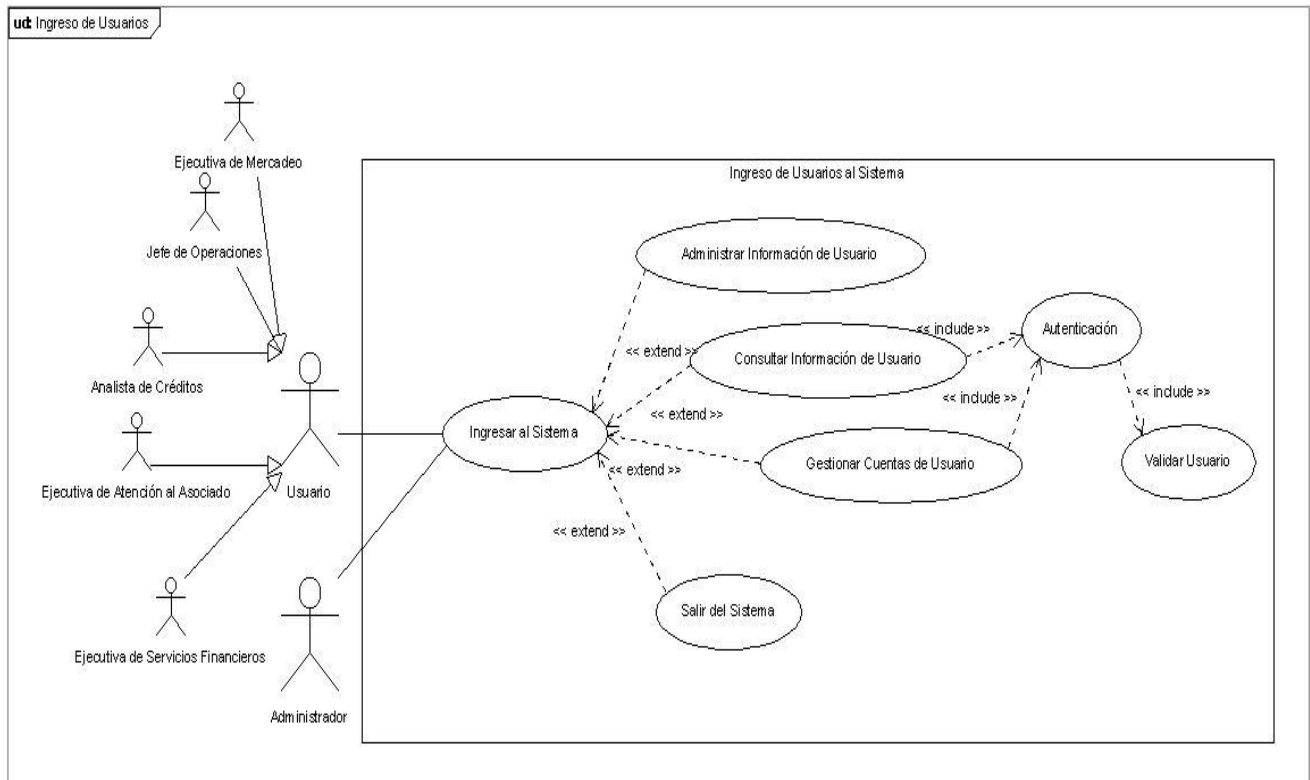 ud: Ingreso de Usuarios
Ejecutiva de Mercadeo
Ingreso de Usuarios al Sistema
Jefe de Operaciones
Administrar Información de Usuario
<< include >>
Autenticación
<< extend >>
Consultar Información de Usuario
Analista de Créditos
<< include >>
<< include >>
<< extend >>
Ingresar al Sistema
Gestionar Cuentas de Usuario
Validar Usuario
<< extend >>
Ejecutiva de Atención al Asociado
Usuario
<< extend >>
Salir del Sistema
Ejecutiva de Servicios Financieros
Administrador